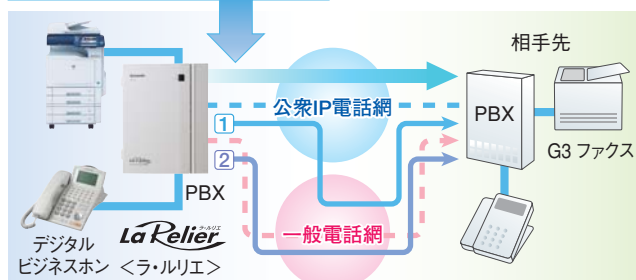 相手先
公衆IP電話網
PBX
1
G3 ファクス
2
PBX
La Relier
ラ・ルリエ
一般電話網
デジタル
ビジネスホン
<ラ・ルリエ>